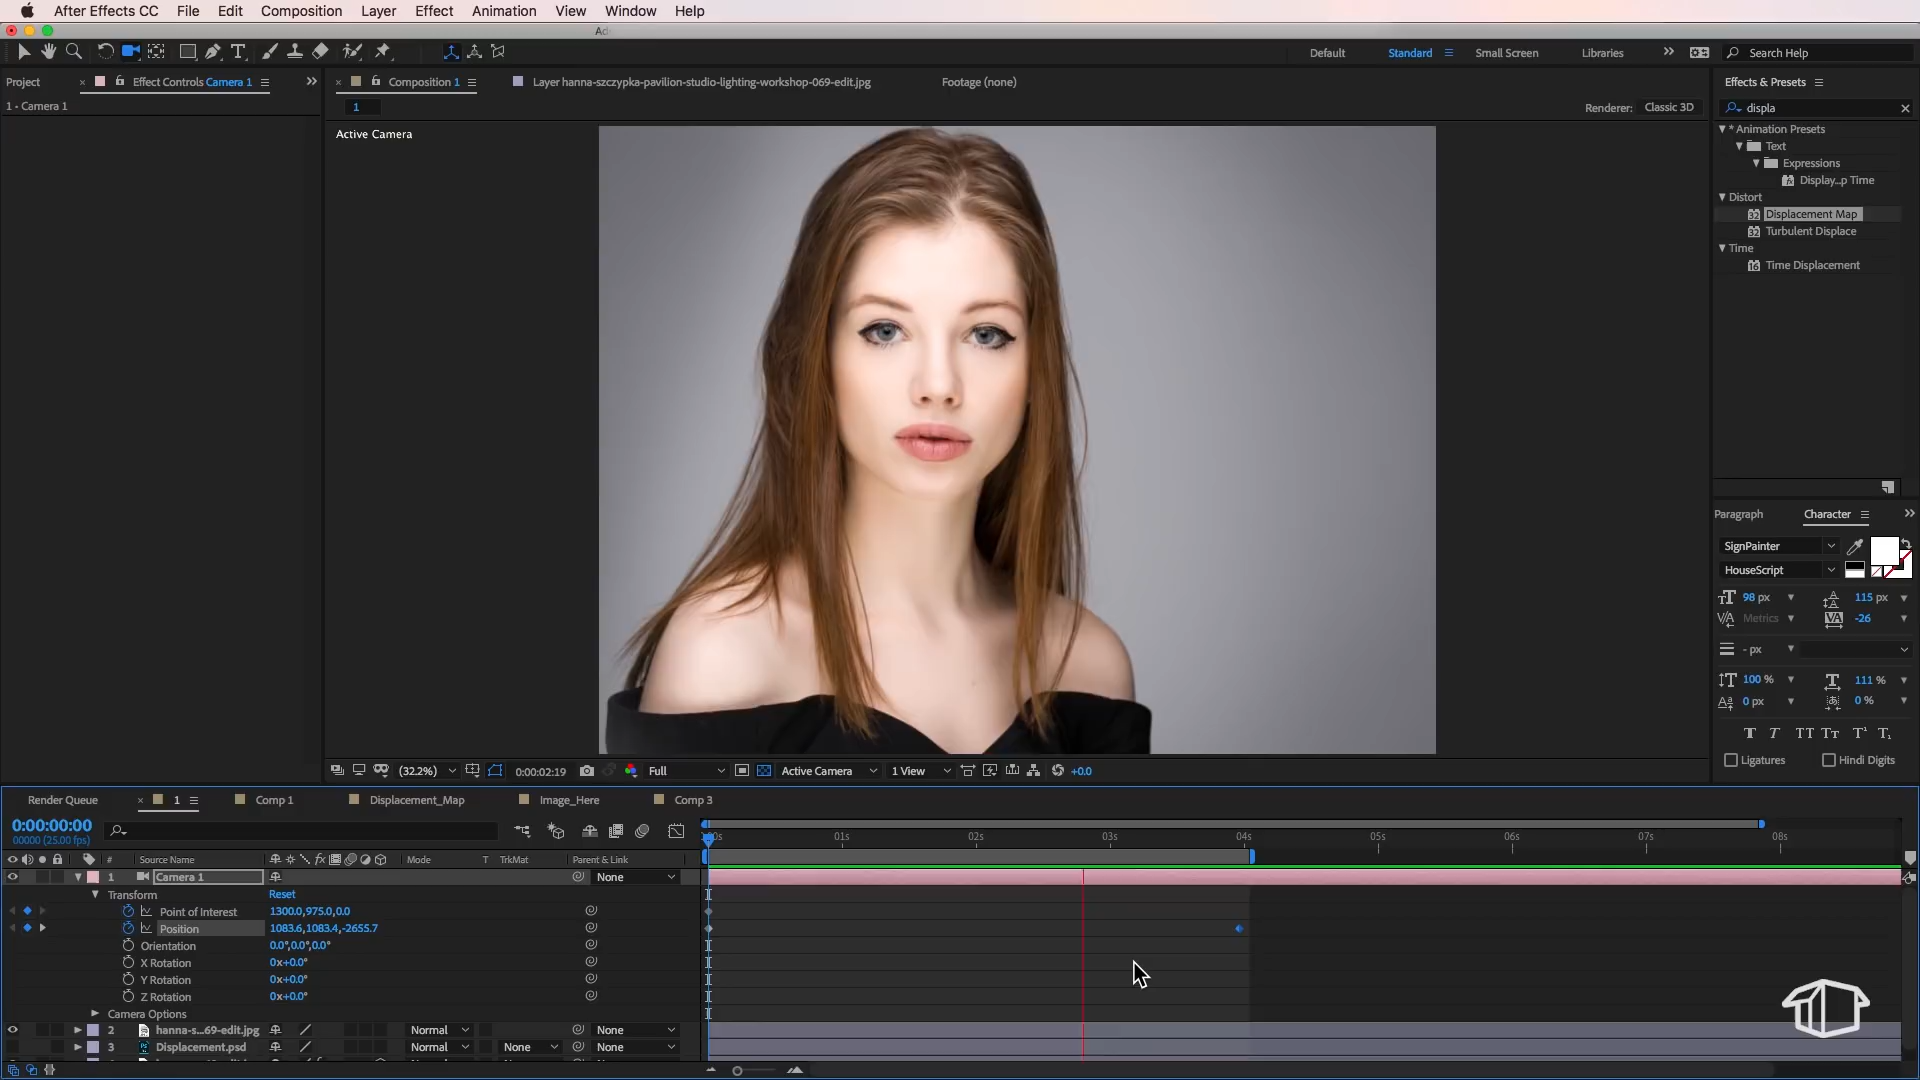 After Effects CC File Edit Composition Layer Effect Animation View Window Help
Default Standard Small Screen Libraries Search Help
Project Effect Controls Camera 1 Composition 1 Layer hanna-szczypka-pavilion-studio-lighting-workshop-069-edit.jpg Footage (none) Effects & Presets
1 • Camera 1 1 Renderer: Classic 3D displa
Active Camera
* Animation Presets
Text
Expressions
Display...p Time
Distort
Displacement Map
Turbulent Displace
Time
Time Displacement
Paragraph Character
SignPainter
HouseScript
98 px 115 px
Metrics -26
- px
100 % 111 %
0 px 0 %
Ligatures Hindi Digits
(32.2%) 0:00:02:19 Full Active Camera 1 View +0.0
Render Queue 1 Comp 1 Displacement_Map Image_Here Comp 3
0:00:00:00
00000 (25.00 fps) 01s 02s 03s 04s 05s 06s 07s 08s
# Source Name Mode T TrkMat Parent & Link
1 Camera 1 None
Transform Reset
Point of Interest 1300.0,975.0,0.0
Position 1083.6,1083.4,-2655.7
Orientation 0.0°,0.0°,0.0°
X Rotation 0x+0.0°
Y Rotation 0x+0.0°
Z Rotation 0x+0.0°
Camera Options
2 hanna-s...69-edit.jpg Normal None
3 Displacement.psd Normal None None